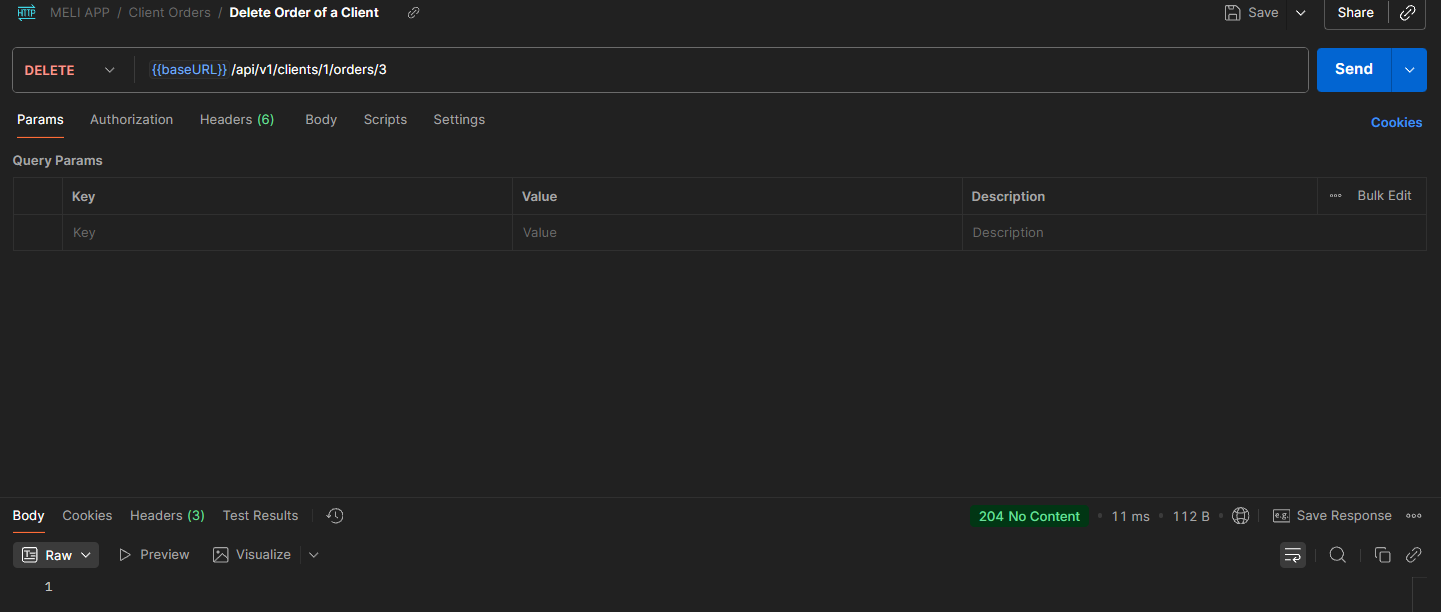 HTTP MELI APP / Client Orders / Delete Order of a Client Save Share
DELETE {{baseURL}} /api/v1/clients/1/orders/3 Send
Params Authorization Headers (6) Body Scripts Settings Cookies
Query Params
Key Value Description Bulk Edit
Key Value Description
Body Cookies Headers (3) Test Results 204 No Content • 11 ms • 112 B • e.g. Save Response
Raw Preview Visualize
1